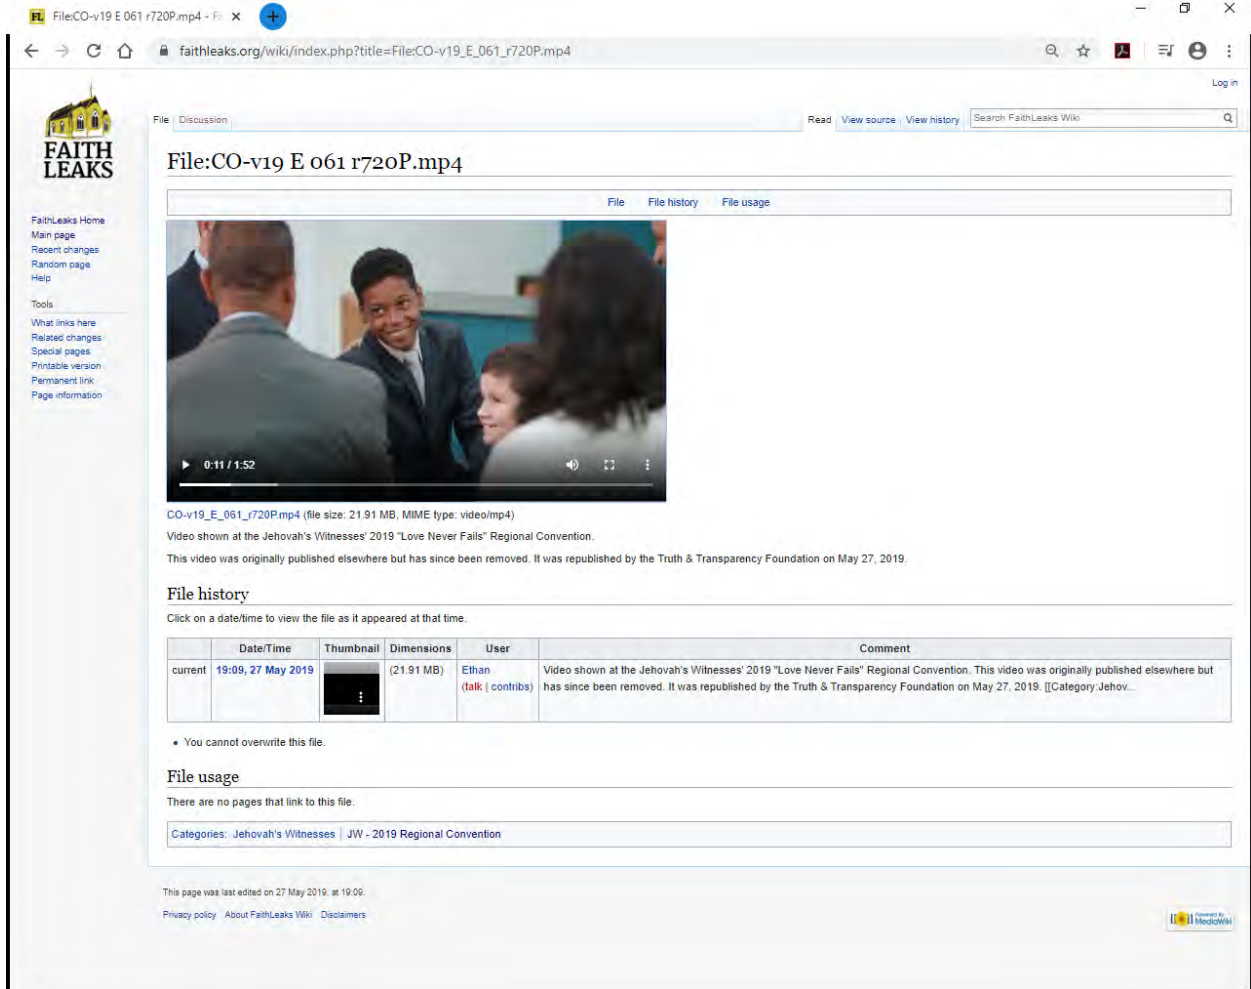 FL File:CO-v19 E 061 r720P.mp4 - F
faithleaks.org/wiki/index.php?title=File:CO-v19_E_061_r720P.mp4
Log in
FAITH
LEAKS
File Discussion
Read View source View history Search FaithLeaks Wiki
File:CO-v19 E 061 r720P.mp4
File File history File usage
FaithLeaks Home
Main page
Recent changes
Random page
Help
Tools
What links here
Related changes
Special pages
Printable version
Permanent link
Page information
0:11 / 1:52
CO-v19_E_061_r720P.mp4 (file size: 21.91 MB, MIME type: video/mp4)
Video shown at the Jehovah's Witnesses' 2019 "Love Never Fails" Regional Convention.
This video was originally published elsewhere but has since been removed. It was republished by the Truth & Transparency Foundation on May 27, 2019.
File history
Click on a date/time to view the file as it appeared at that time.
Date/Time Thumbnail Dimensions User Comment
current 19:09, 27 May 2019 (21.91 MB) Ethan Video shown at the Jehovah's Witnesses' 2019 "Love Never Fails" Regional Convention. This video was originally published elsewhere but
(talk | contribs) has since been removed. It was republished by the Truth & Transparency Foundation on May 27, 2019. [[Category:Jehov...
• You cannot overwrite this file.
File usage
There are no pages that link to this file.
Categories: Jehovah's Witnesses | JW - 2019 Regional Convention
This page was last edited on 27 May 2019, at 19:09.
Privacy policy About FaithLeaks Wiki Disclaimers
Powered by
MediaWiki